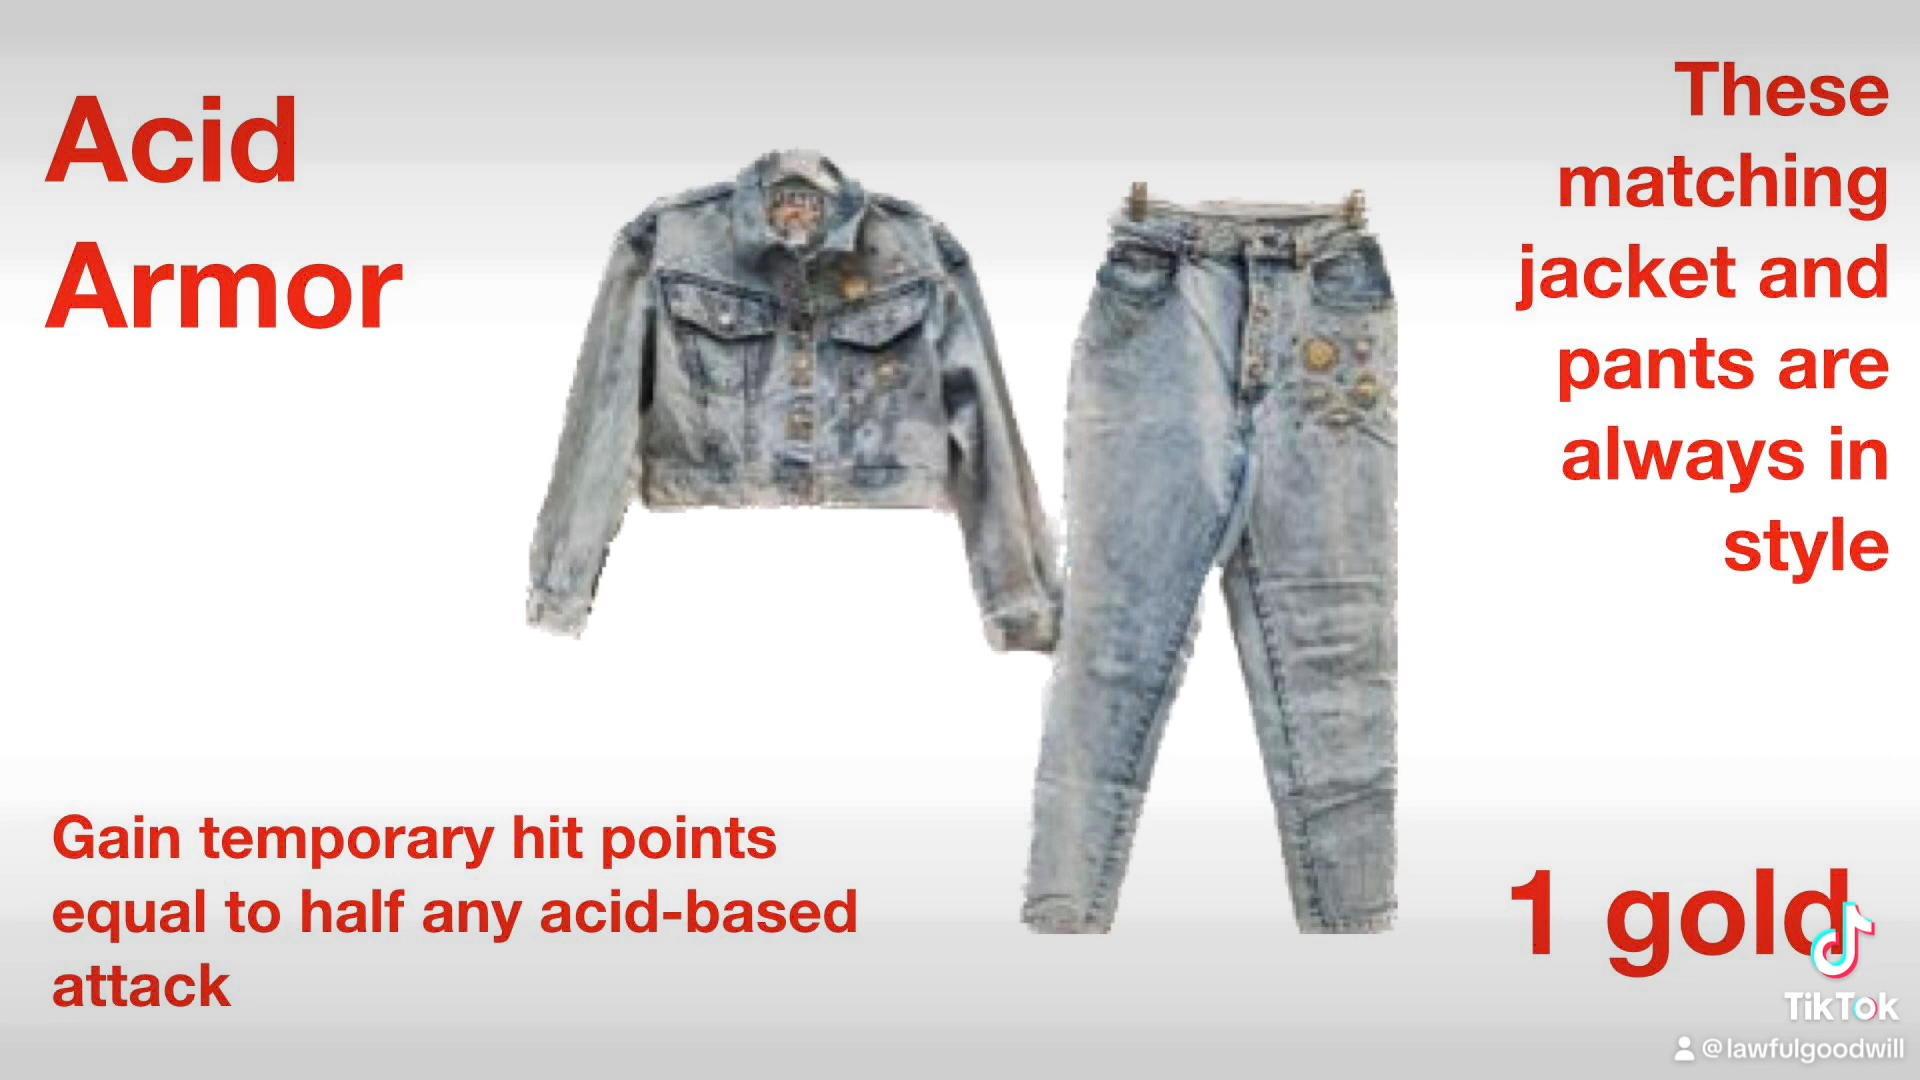 Acid
Armor
These
matching
jacket and
pants are
always in
style
Gain temporary hit points
equal to half any acid-based
attack
1 gold
TikTok
@lawfulgoodwill